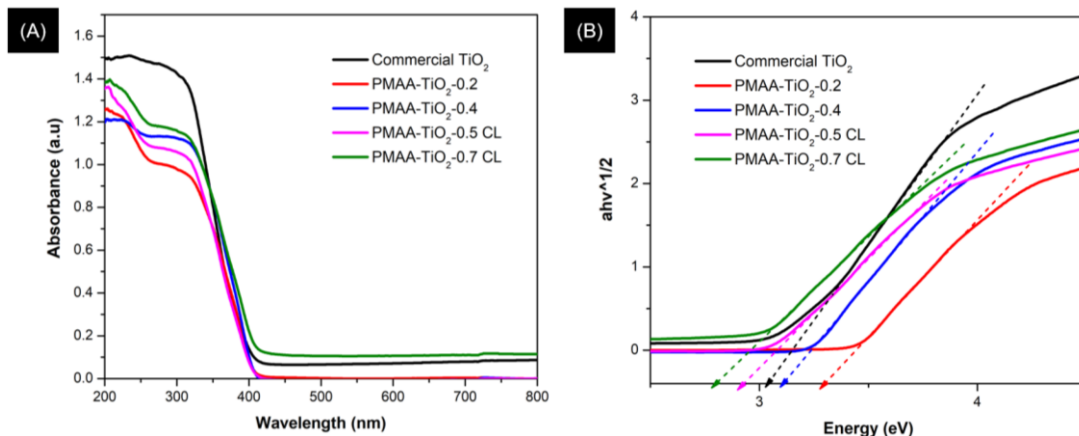 (A)
1.6
1.4
1.2
1.0
0.8
0.6
0.4
0.2
0.0
Absorbance (a.u)
200 300 400 500 600 700 800
Wavelength (nm)
Commercial TiO₂
PMAA-TiO₂-0.2
PMAA-TiO₂-0.4
PMAA-TiO₂-0.5 CL
PMAA-TiO₂-0.7 CL
(B)
4
3
2
1
0
ahv^1/2
3 4
Energy (eV)
Commercial TiO₂
PMAA-TiO₂-0.2
PMAA-TiO₂-0.4
PMAA-TiO₂-0.5 CL
PMAA-TiO₂-0.7 CL